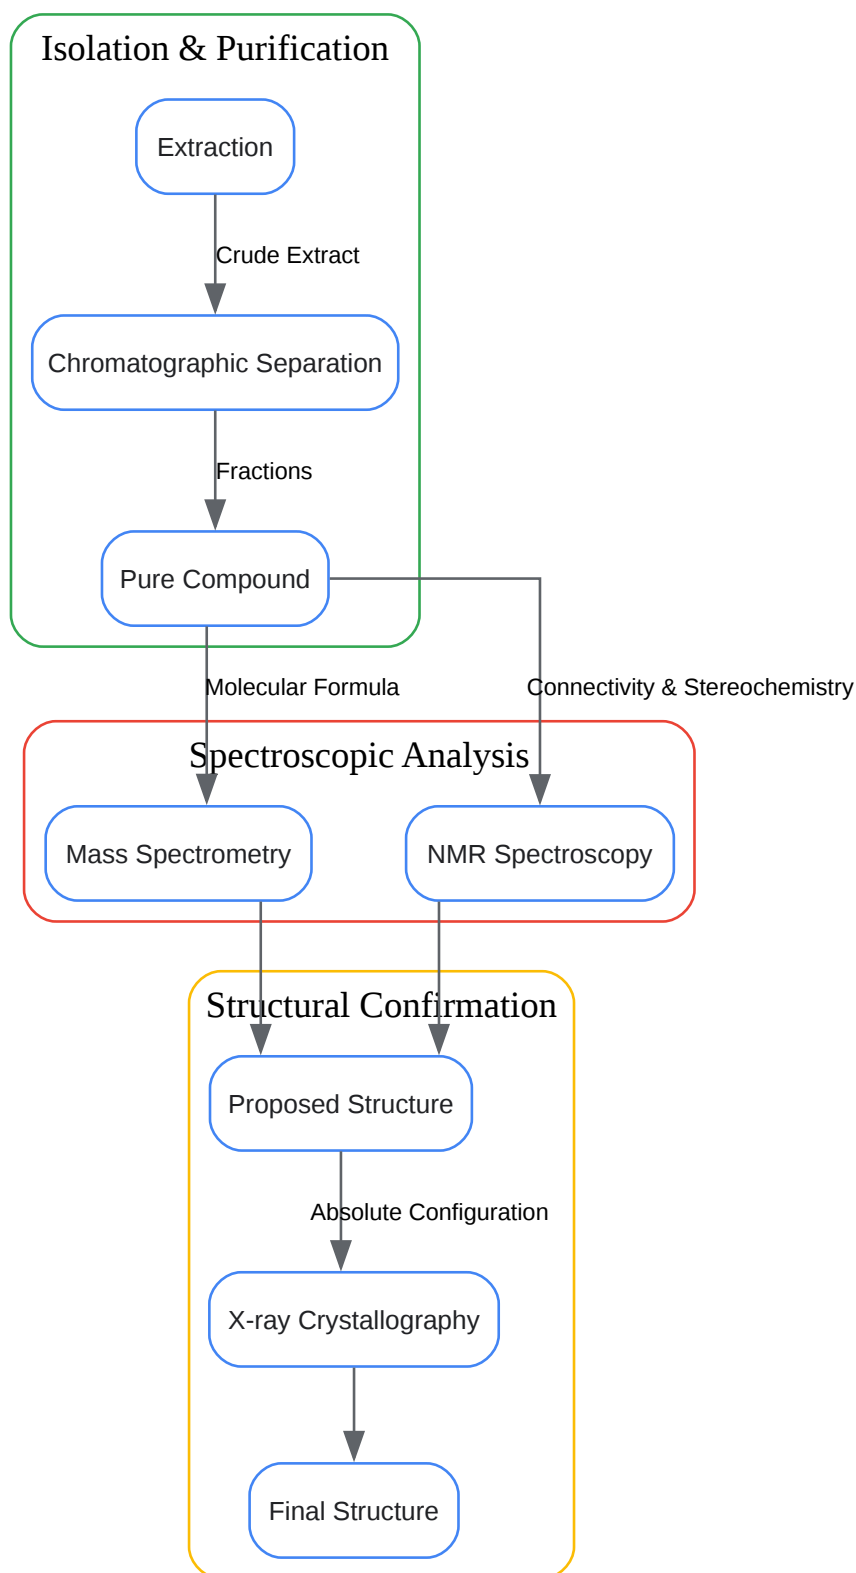 Isolation & Purification
Extraction
Crude Extract
Chromatographic Separation
Fractions
Pure Compound
Molecular Formula
Connectivity & Stereochemistry
Spectroscopic Analysis
Mass Spectrometry
NMR Spectroscopy
Structural Confirmation
Proposed Structure
Absolute Configuration
X-ray Crystallography
Final Structure